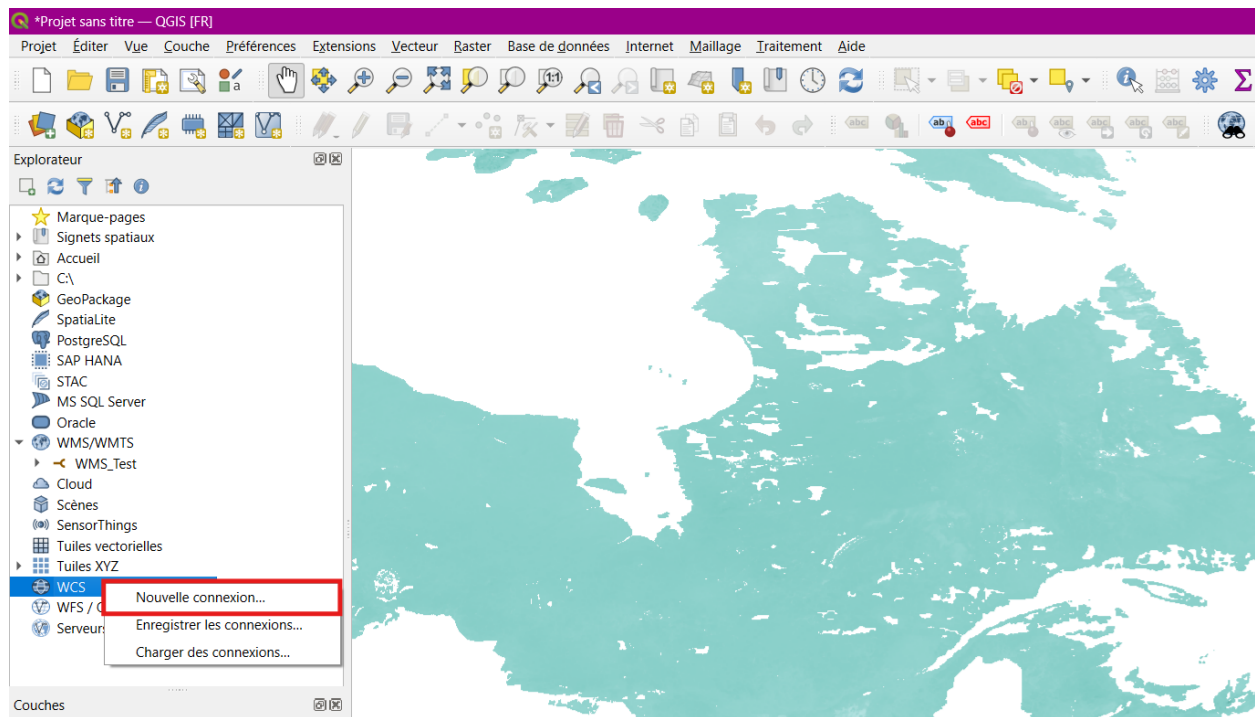 *Projet sans titre — QGIS [FR]
Projet Éditer Vue Couche Préférences Extensions Vecteur Raster Base de données Internet Maillage Traitement Aide
Explorateur
Marque-pages
Signets spatiaux
Accueil
C:\
GeoPackage
SpatiaLite
PostgreSQL
SAP HANA
STAC
MS SQL Server
Oracle
WMS/WMTS
WMS_Test
Cloud
Scènes
SensorThings
Tuiles vectorielles
Tuiles XYZ
WCS
Nouvelle connexion...
WFS /
Enregistrer les connexions...
Serveurs
Charger des connexions...
Couches